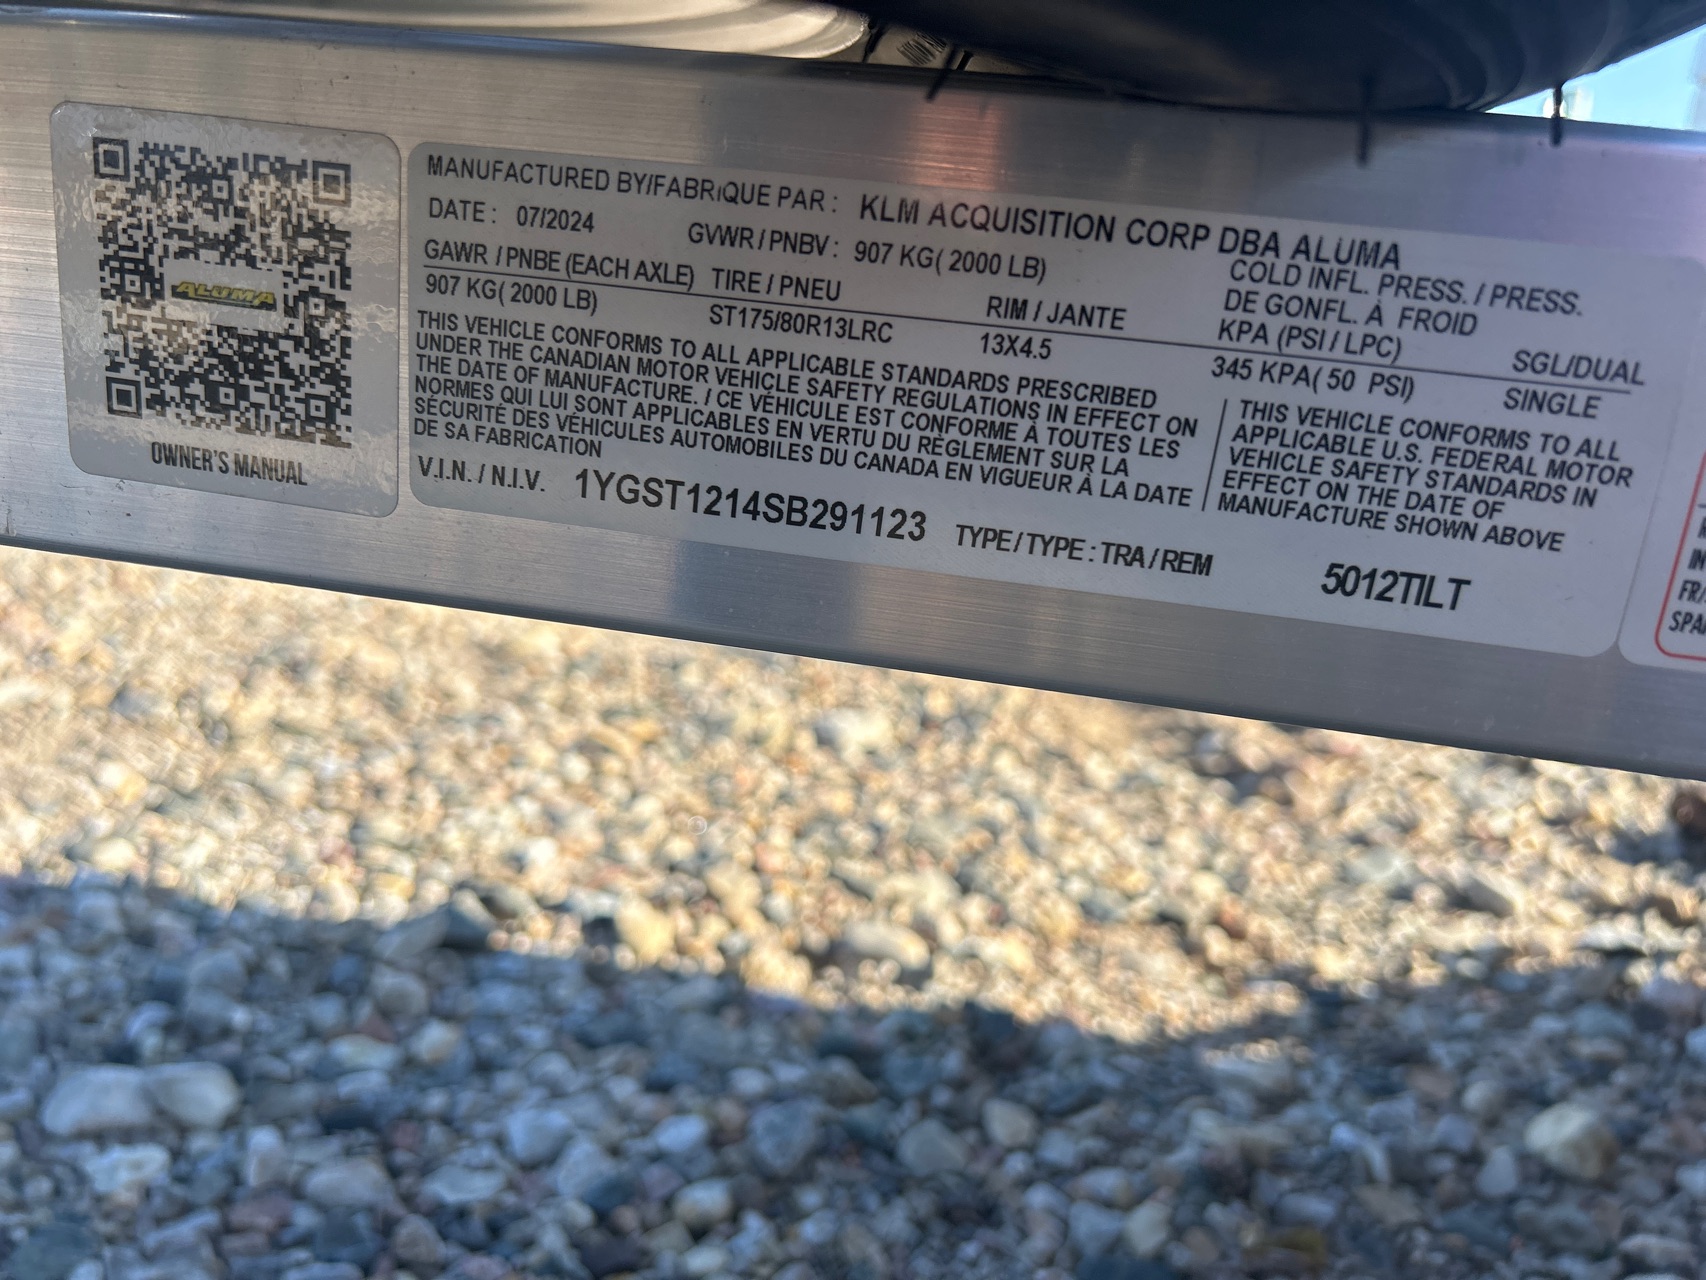 ALUMA
OWNER'S MANUAL
MANUFACTURED BY/FABRIQUE PAR : KLM ACQUISITION CORP DBA ALUMA
DATE : 07/2024 GVWR / PNBV : 907 KG( 2000 LB)
GAWR / PNBE (EACH AXLE) TIRE / PNEU RIM / JANTE COLD INFL. PRESS. / PRESS.
DE GONFL. À FROID
KPA (PSI / LPC) SGL/DUAL
907 KG( 2000 LB) ST175/80R13LRC 13X4.5 345 KPA( 50 PSI) SINGLE
THIS VEHICLE CONFORMS TO ALL APPLICABLE STANDARDS PRESCRIBED
UNDER THE CANADIAN MOTOR VEHICLE SAFETY REGULATIONS IN EFFECT ON
THE DATE OF MANUFACTURE. / CE VÉHICULE EST CONFORME À TOUTES LES
NORMES QUI LUI SONT APPLICABLES EN VERTU DU RÈGLEMENT SUR LA
SÉCURITÉ DES VÉHICULES AUTOMOBILES DU CANADA EN VIGUEUR À LA DATE
DE SA FABRICATION
THIS VEHICLE CONFORMS TO ALL
APPLICABLE U.S. FEDERAL MOTOR
VEHICLE SAFETY STANDARDS IN
EFFECT ON THE DATE OF
MANUFACTURE SHOWN ABOVE
V.I.N. / N.I.V. 1YGST1214SB291123 TYPE / TYPE : TRA / REM 5012TILT